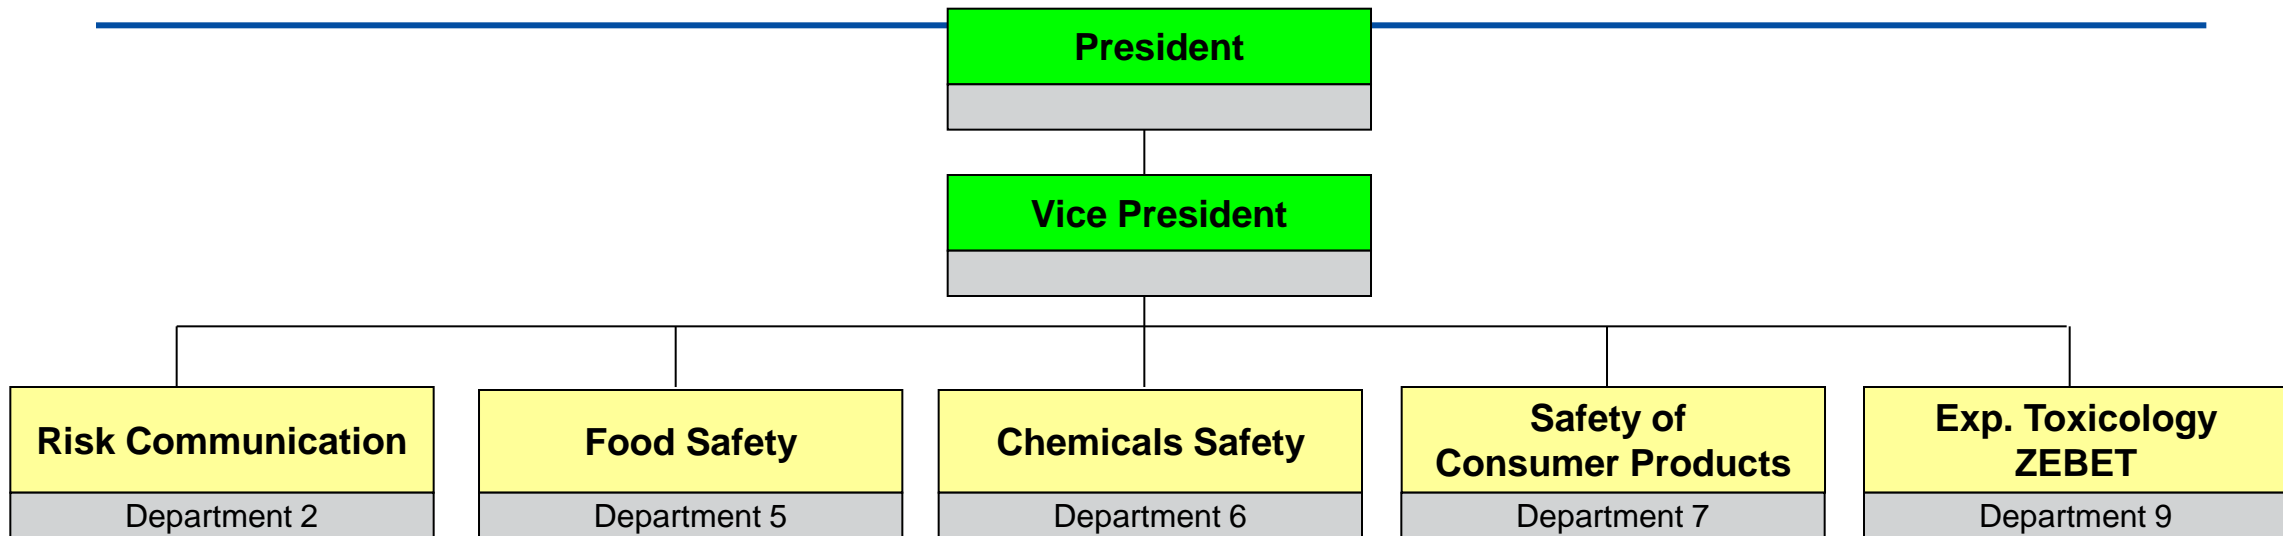 President
Vice President
Risk Communication
Department 2
Food Safety
Department 5
Chemicals Safety
Department 6
Safety of
Consumer Products
Department 7
Exp. Toxicology
ZEBET
Department 9